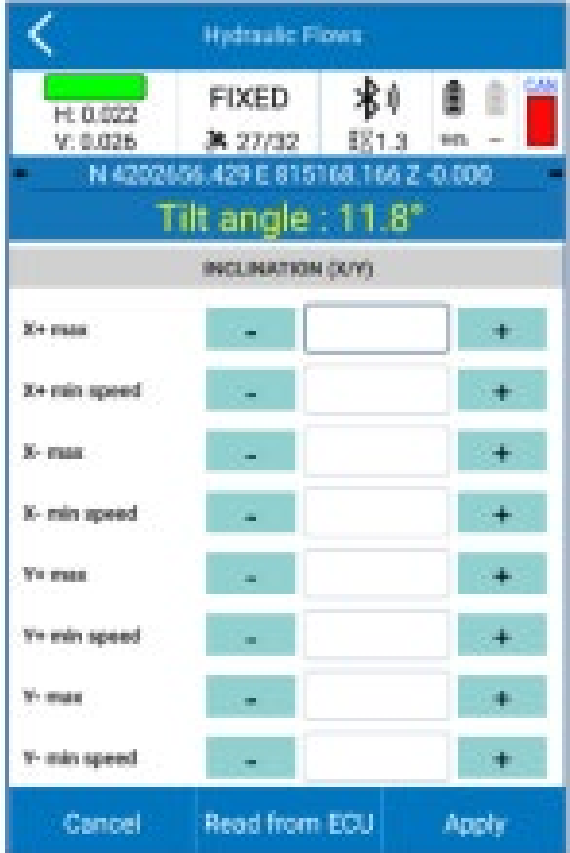 Hydraulic Flows
H: 0.022
V: 0.026
FIXED
27/32
1.3
CAN
N 4202656.429 E 815168.166 Z -0.000
Tilt angle : 11.8°
INCLINATION (X/Y)
X+ max - +
X+ min speed - +
X- max - +
X- min speed - +
Y+ max - +
Y+ min speed - +
Y- max - +
Y- min speed - +
Cancel Read from ECU Apply